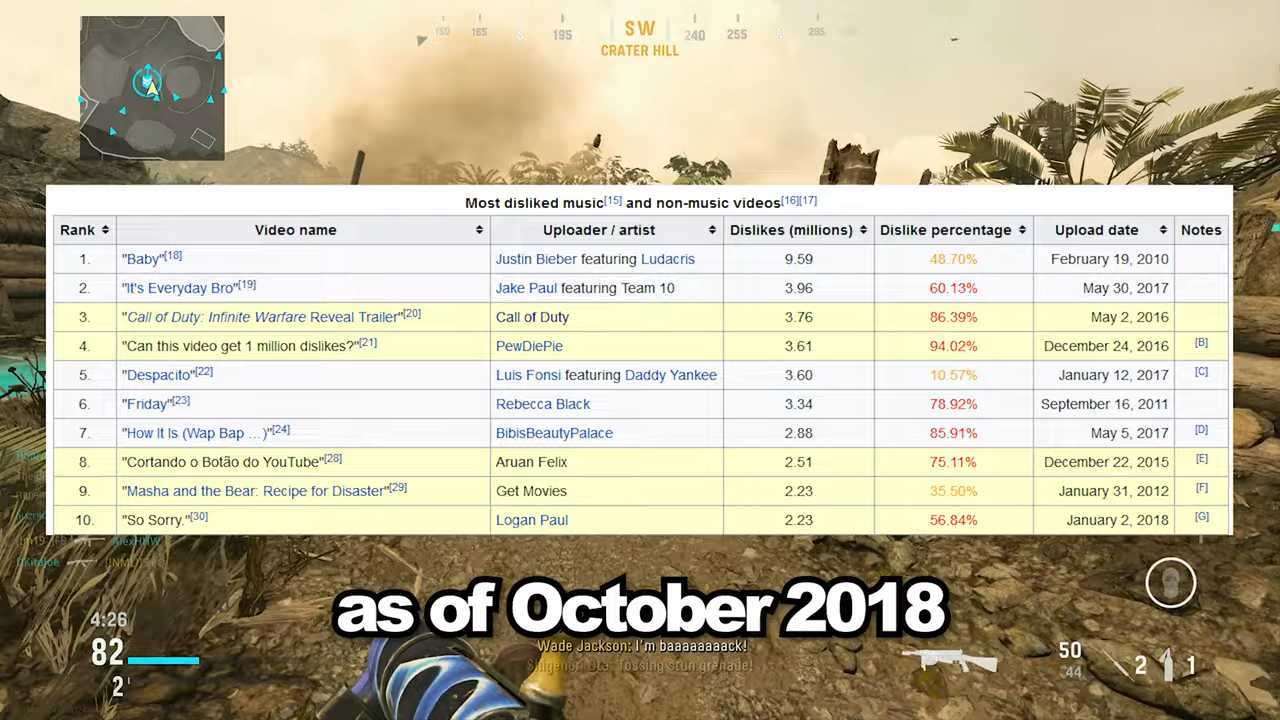 150 165 S 195 SW 240 255 285
CRATER HILL
Most disliked music[15] and non-music videos[16][17]
Rank Video name Uploader / artist Dislikes (millions) Dislike percentage Upload date Notes
1. "Baby"[18] Justin Bieber featuring Ludacris 9.59 48.70% February 19, 2010
2. "It's Everyday Bro"[19] Jake Paul featuring Team 10 3.96 60.13% May 30, 2017
3. "Call of Duty: Infinite Warfare Reveal Trailer"[20] Call of Duty 3.76 86.39% May 2, 2016
4. "Can this video get 1 million dislikes?"[21] PewDiePie 3.61 94.02% December 24, 2016 [B]
5. "Despacito"[22] Luis Fonsi featuring Daddy Yankee 3.60 10.57% January 12, 2017 [C]
6. "Friday"[23] Rebecca Black 3.34 78.92% September 16, 2011
7. "How It Is (Wap Bap ...)"[24] BibisBeautyPalace 2.88 85.91% May 5, 2017 [D]
8. "Cortando o Botão do YouTube"[28] Aruan Felix 2.51 75.11% December 22, 2015 [E]
9. "Masha and the Bear: Recipe for Disaster"[29] Get Movies 2.23 35.50% January 31, 2012 [F]
10. "So Sorry."[30] Logan Paul 2.23 56.84% January 2, 2018 [G]
AlexHHW
as of October 2018
Wade Jackson: I'm baaaaaaaack!
Shigenori Ota: Tossing stun grenade!
4:26
82
2
50
44
2 1